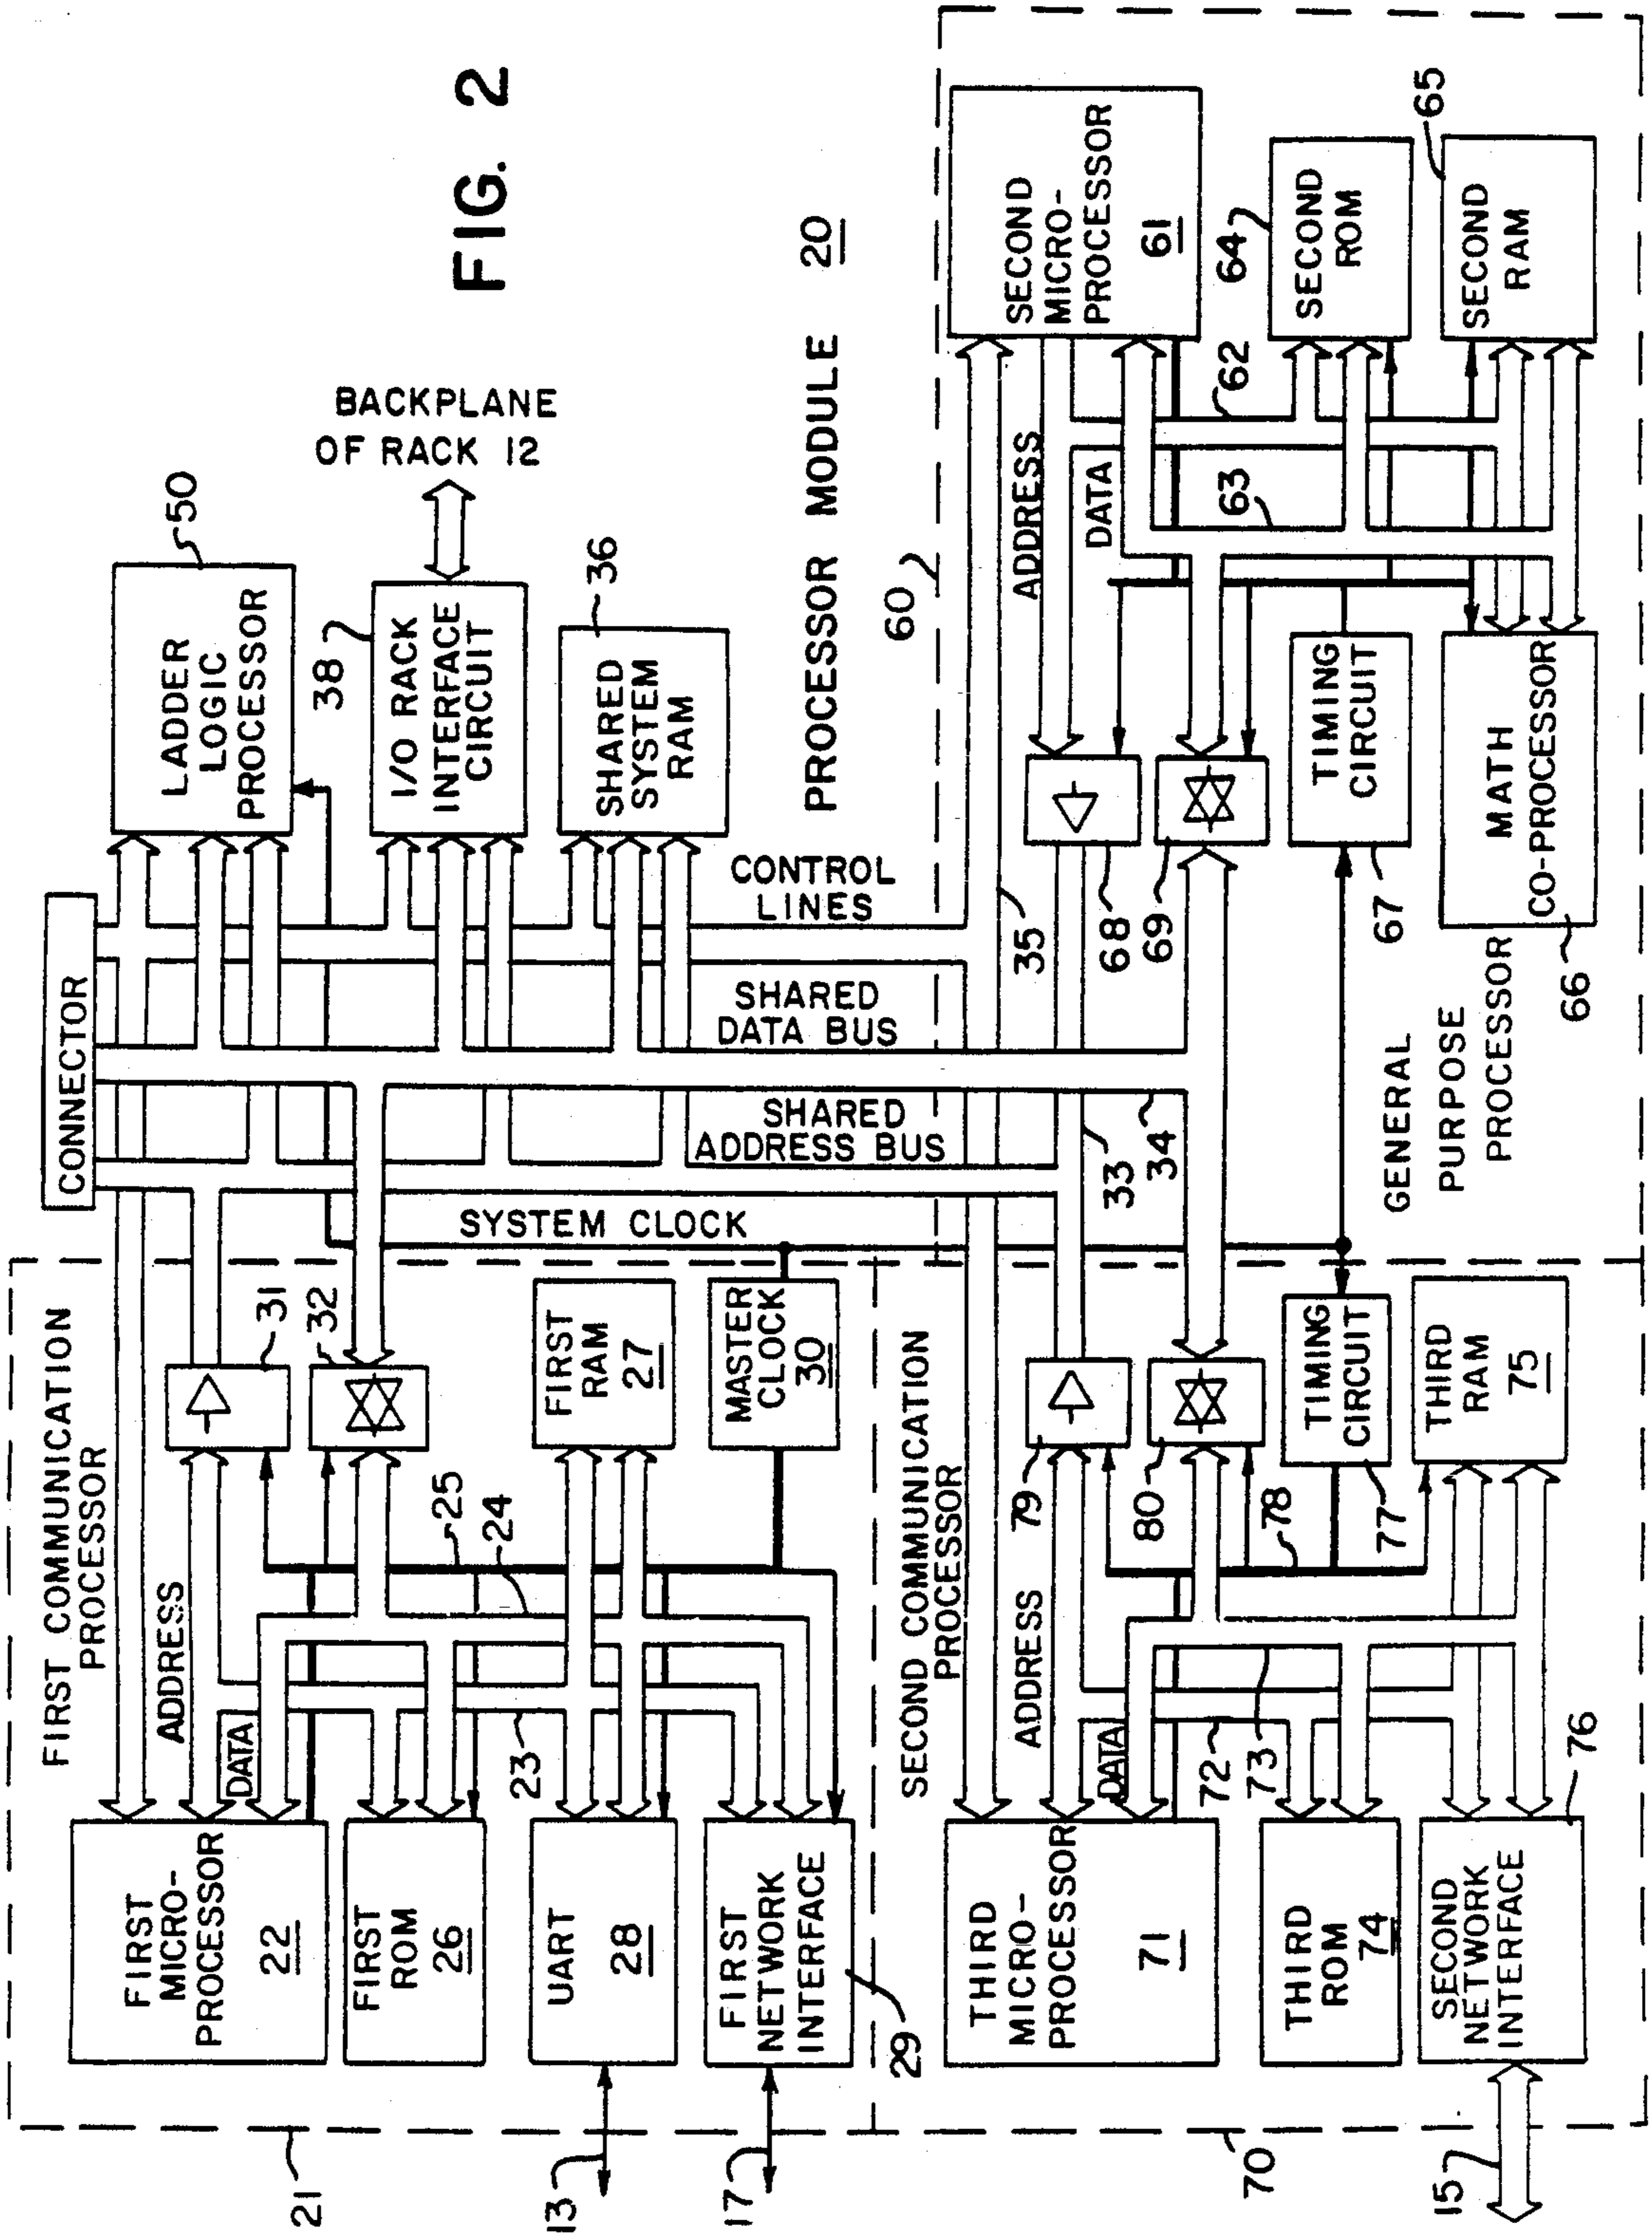 FIG. 2
PROCESSOR MODULE 20
CONNECTOR
FIRST COMMUNICATION
PROCESSOR
21
FIRST
MICRO-
PROCESSOR
22
FIRST
ROM
26
UART
28
FIRST
NETWORK
INTERFACE
29
13
17
ADDRESS
DATA
23
24
25
31
32
FIRST
RAM
27
MASTER
CLOCK
30
SYSTEM CLOCK
SHARED
ADDRESS BUS
SHARED
DATA BUS
CONTROL
LINES
LADDER
LOGIC
PROCESSOR
50
I/O RACK
INTERFACE
CIRCUIT
38
BACKPLANE
OF RACK 12
SHARED
SYSTEM
RAM
36
SECOND COMMUNICATION
PROCESSOR
70
THIRD
MICRO-
PROCESSOR
71
THIRD
ROM
74
SECOND
NETWORK
INTERFACE
76
15
ADDRESS
DATA
72
73
78
79
80
TIMING
CIRCUIT
77
THIRD
RAM
75
33
34
35
GENERAL
PURPOSE
PROCESSOR
60
68
69
TIMING
CIRCUIT
67
MATH
CO-PROCESSOR
66
ADDRESS
DATA
63
62
SECOND
MICRO-
PROCESSOR
61
SECOND
ROM
64
SECOND
RAM
65